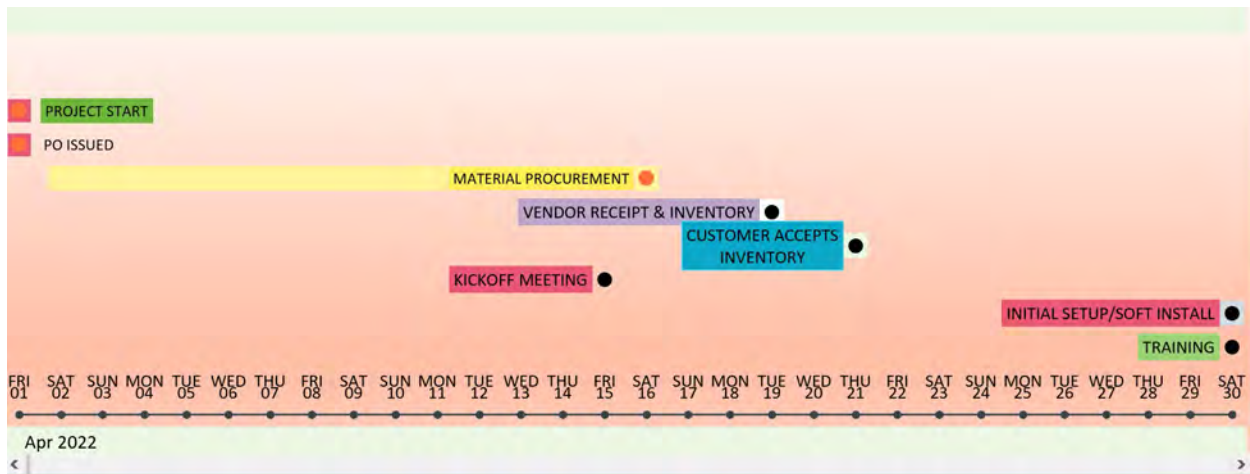 PROJECT START
PO ISSUED
MATERIAL PROCUREMENT
VENDOR RECEIPT & INVENTORY
CUSTOMER ACCEPTS
INVENTORY
KICKOFF MEETING
INITIAL SETUP/SOFT INSTALL
TRAINING
FRI SAT SUN MON TUE WED THU FRI SAT SUN MON TUE WED THU FRI SAT SUN MON TUE WED THU FRI SAT SUN MON TUE WED THU FRI SAT
01 02 03 04 05 06 07 08 09 10 11 12 13 14 15 16 17 18 19 20 21 22 23 24 25 26 27 28 29 30
Apr 2022